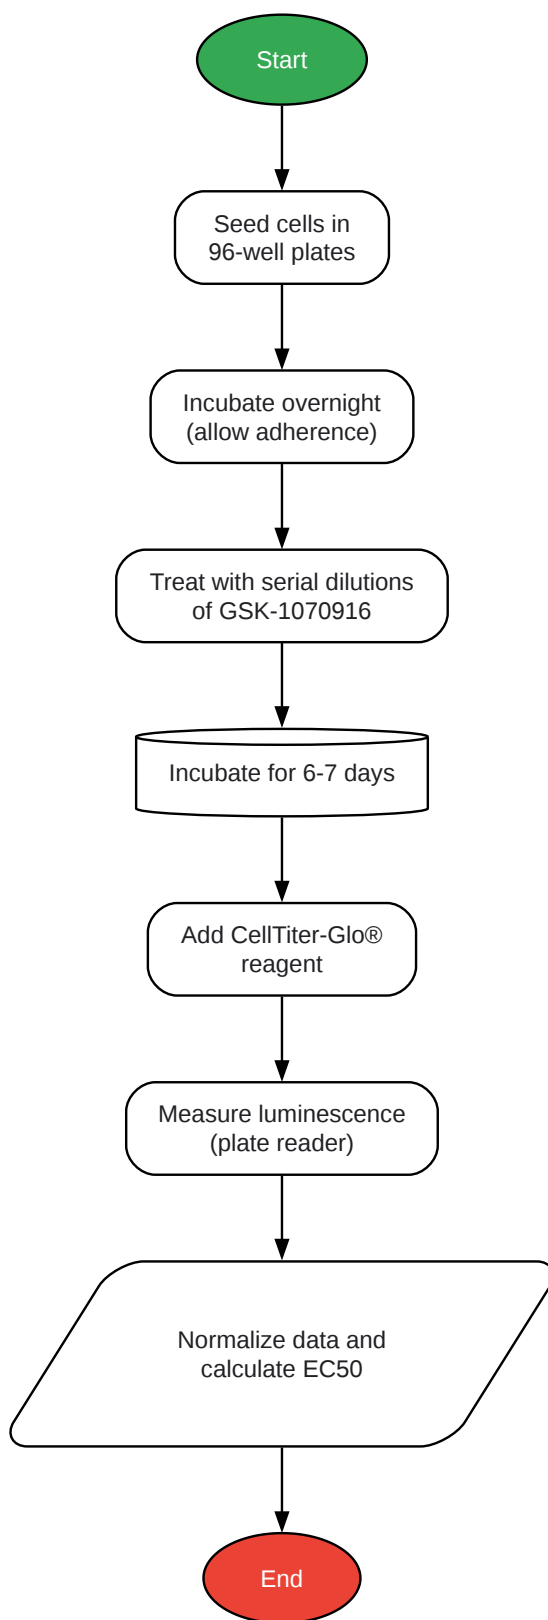 Start
Seed cells in
96-well plates
Incubate overnight
(allow adherence)
Treat with serial dilutions
of GSK-1070916
Incubate for 6-7 days
Add CellTiter-Glo®
reagent
Measure luminescence
(plate reader)
Normalize data and
calculate EC50
End